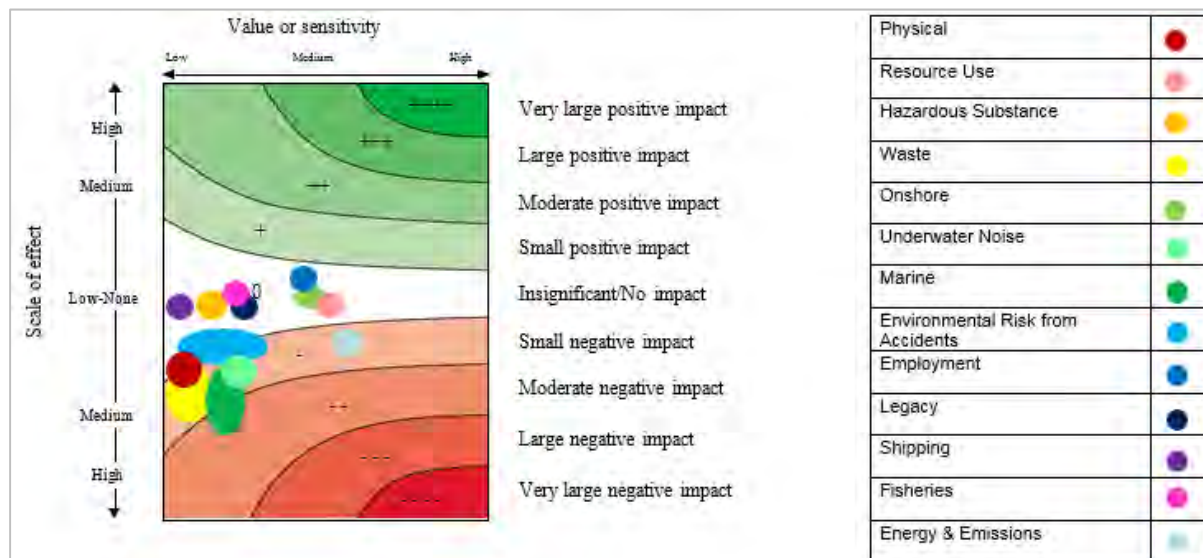 Value or sensitivity
Low Medium High
Scale of effect
High
Medium
Low-None
Medium
High
++++
+++
++
+
0
-
--
---
----
Very large positive impact
Large positive impact
Moderate positive impact
Small positive impact
Insignificant/No impact
Small negative impact
Moderate negative impact
Large negative impact
Very large negative impact
Physical
Resource Use
Hazardous Substance
Waste
Onshore
Underwater Noise
Marine
Environmental Risk from
Accidents
Employment
Legacy
Shipping
Fisheries
Energy & Emissions